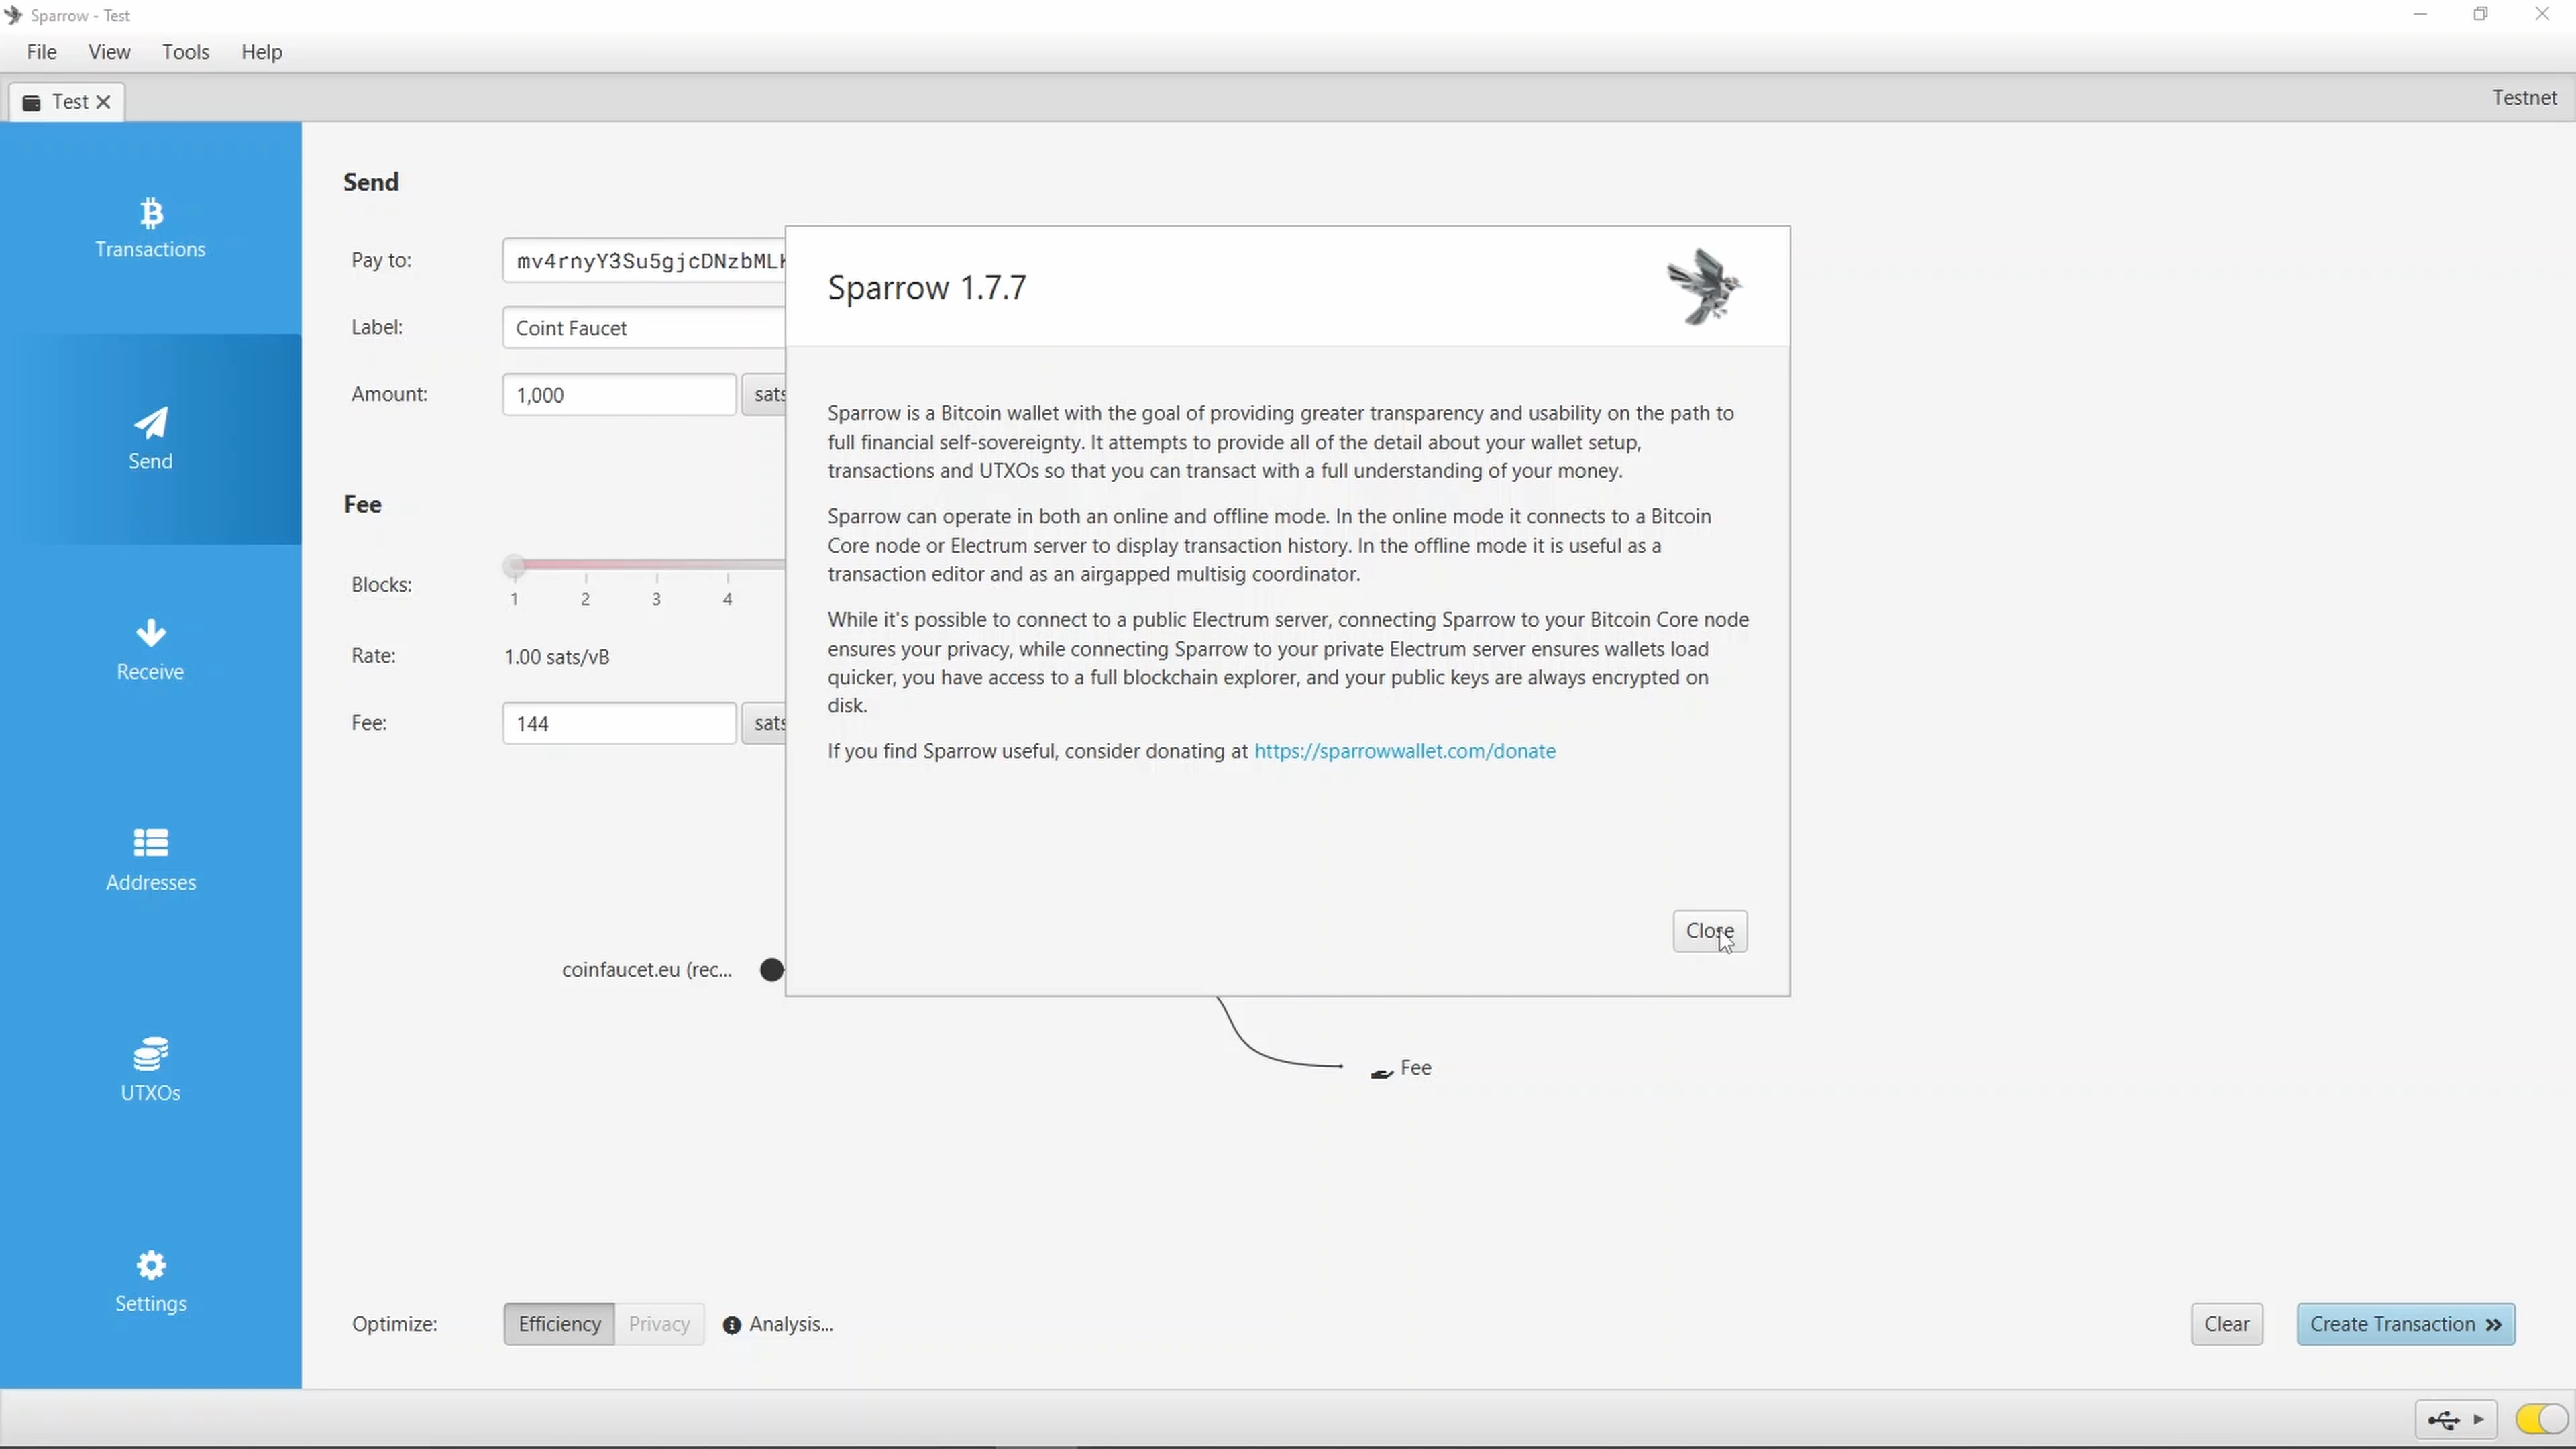 Sparrow - Test
File View Tools Help
Test
Testnet
Transactions
Send
Receive
Addresses
UTXOs
Settings
Send
Pay to: mv4rnyY3Su5gjcDNzbML
Label: Coint Faucet
Amount: 1,000 sats
Fee
Blocks:
1 2 3 4
Rate: 1.00 sats/vB
Fee: 144 sats
coinfaucet.eu (rec...
Fee
Sparrow 1.7.7
Sparrow is a Bitcoin wallet with the goal of providing greater transparency and usability on the path to
full financial self-sovereignty. It attempts to provide all of the detail about your wallet setup,
transactions and UTXOs so that you can transact with a full understanding of your money.
Sparrow can operate in both an online and offline mode. In the online mode it connects to a Bitcoin
Core node or Electrum server to display transaction history. In the offline mode it is useful as a
transaction editor and as an airgapped multisig coordinator.
While it's possible to connect to a public Electrum server, connecting Sparrow to your Bitcoin Core node
ensures your privacy, while connecting Sparrow to your private Electrum server ensures wallets load
quicker, you have access to a full blockchain explorer, and your public keys are always encrypted on
disk.
If you find Sparrow useful, consider donating at https://sparrowwallet.com/donate
Close
Optimize: Efficiency Privacy Analysis...
Clear
Create Transaction